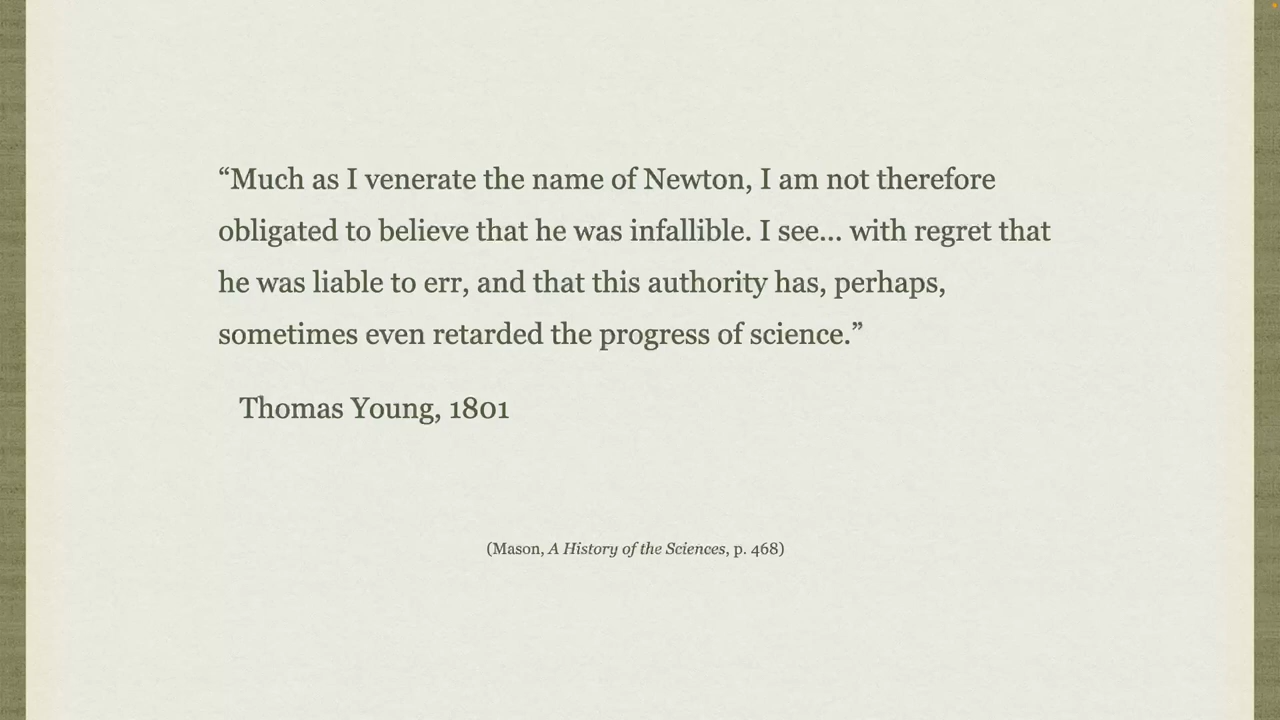 “Much as I venerate the name of Newton, I am not therefore
obligated to believe that he was infallible. I see... with regret that
he was liable to err, and that this authority has, perhaps,
sometimes even retarded the progress of science.”
Thomas Young, 1801
(Mason, A History of the Sciences, p. 468)